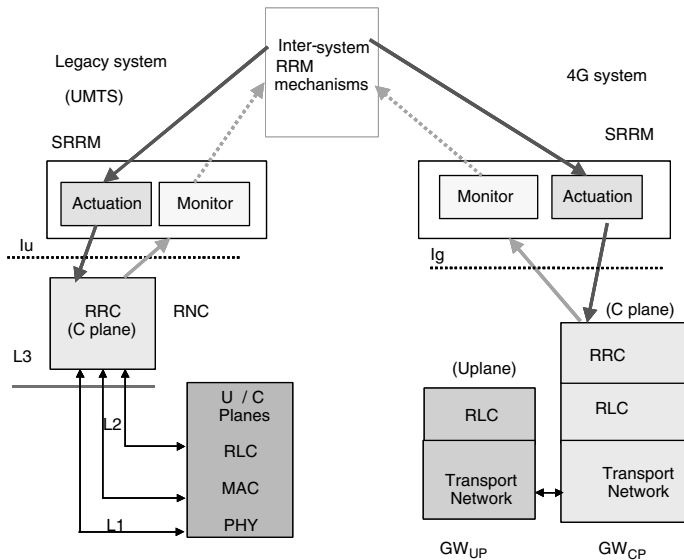 Inter-system
RRM
mechanisms
Legacy system
(UMTS)
4G system
SRRM
SRRM
Actuation
Monitor
Monitor
Actuation
Iu
Ig
RRC
(C plane)
RNC
(C plane)
L3
RRC
(Uplane)
U / C
Planes
L2
RLC
RLC
RLC
MAC
Transport
Network
Transport
Network
L1
PHY
GWUP
GWCP